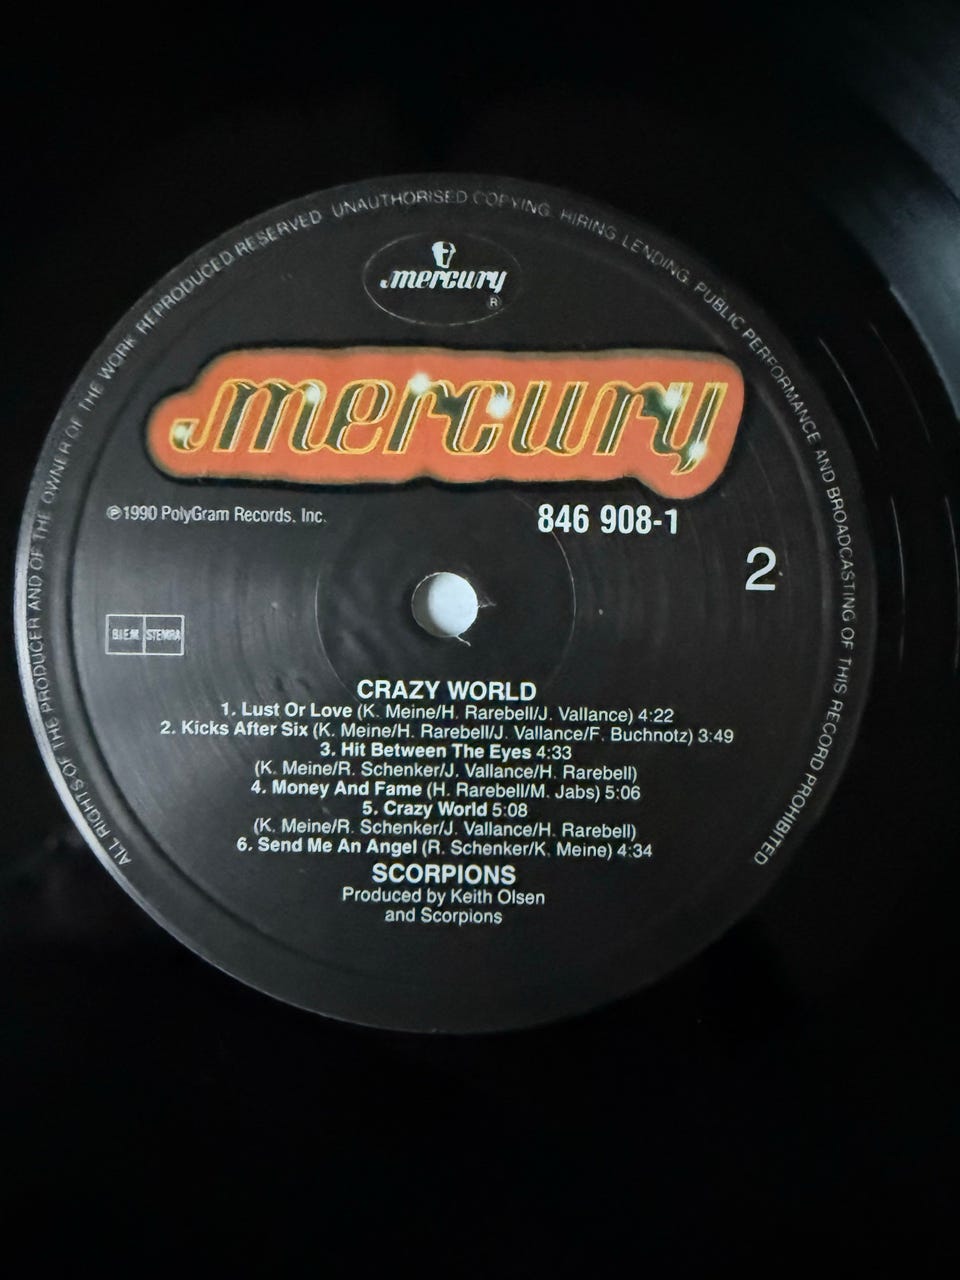 ALL RIGHTS OF THE PRODUCER AND OF THE OWNER OF THE WORK REPRODUCED RESERVED UNAUTHORISED COPYING, HIRING, LENDING, PUBLIC PERFORMANCE AND BROADCASTING OF THIS RECORD PROHIBITED
mercury
®
mercury
℗1990 PolyGram Records, Inc.
846 908-1
2
B.I.E.M. STEMRA
CRAZY WORLD
1. Lust Or Love (K. Meine/H. Rarebell/J. Vallance) 4:22
2. Kicks After Six (K. Meine/H. Rarebell/J. Vallance/F. Buchnotz) 3:49
3. Hit Between The Eyes 4:33
(K. Meine/R. Schenker/J. Vallance/H. Rarebell)
4. Money And Fame (H. Rarebell/M. Jabs) 5:06
5. Crazy World 5:08
(K. Meine/R. Schenker/J. Vallance/H. Rarebell)
6. Send Me An Angel (R. Schenker/K. Meine) 4:34
SCORPIONS
Produced by Keith Olsen
and Scorpions